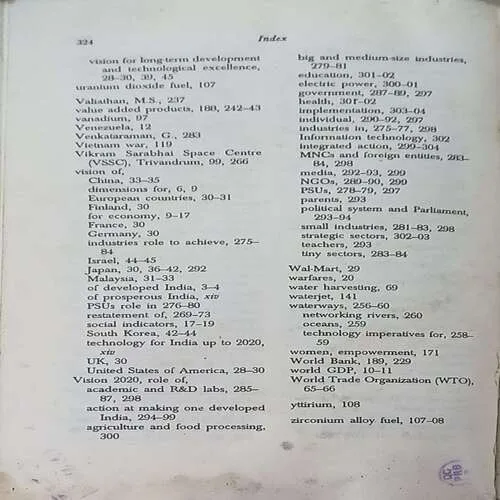 324
Index
vision for long-term development
and technological excellence,
28–30, 39, 45
uranium dioxide fuel, 107
Valiathan, M.S., 237
value added products, 188, 242–43
vanadium, 97
Venezuela, 12
Venkataraman, G., 283
Vietnam war, 119
Vikram Sarabhai Space Centre
(VSSC), Trivandrum, 99, 266
vision of,
China, 33–35
dimensions for, 6, 9
European countries, 30–31
Finland, 30
for economy, 9–17
France, 30
Germany, 30
industries role to achieve, 275–
84
Israel, 44–45
Japan, 30, 36–42, 292
Malaysia, 31–33
of developed India, 3–4
of prosperous India, xiv
PSUs role in 276–80
restatement of, 269–73
social indicators, 17–19
South Korea, 42–44
technology for India up to 2020,
xiv
UK, 30
United States of America, 28–30
Vision 2020, role of,
academic and R&D labs, 285–
87, 298
action at making one developed
India, 294–99
agriculture and food processing,
300
big and medium-size industries,
279–81
education, 301–02
electric power, 300–01
government, 287–89, 297
health, 301–02
implementation, 303–04
individual, 290–92, 297
industries in, 275–77, 298
Information technology, 302
integrated action, 299–304
MNCs and foreign entities, 283–
84, 298
media, 292–93, 299
NGOs, 289–90, 299
PSUs, 278–79, 297
parents, 293
political system and Parliament,
293–94
small industries, 281–83, 298
strategic sectors, 302–03
teachers, 293
tiny sectors, 283–84
Wal-Mart, 29
warfares, 20
water harvesting, 69
waterjet, 141
waterways, 256–60
networking rivers, 260
oceans, 259
technology imperatives for, 258–
59
women, empowerment, 171
World Bank, 189, 229
world GDP, 10–11
World Trade Organization (WTO),
65–66
yttirium, 108
zirconium alloy fuel, 107–08